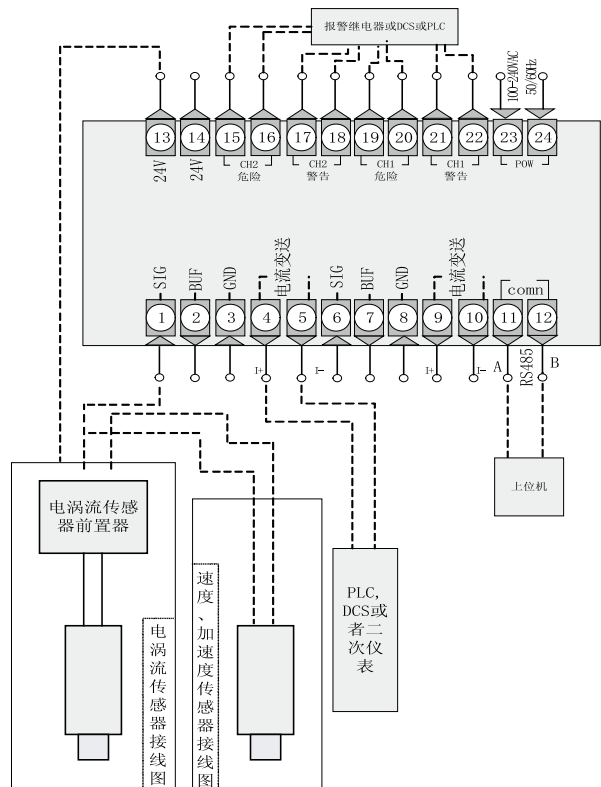 报警继电器或DCS或PLC
100-240VAC
50/60Hz
13 14 15 16 17 18 19 20 21 22 23 24
24V
24V
CH2
危险
CH2
警告
CH1
危险
CH1
警告
POW
SIG
BUF
GND
电流变送
SIG
BUF
GND
电流变送
comn
1 2 3 4 5 6 7 8 9 10 11 12
I+
I-
I+
I-
A
RS485
B
上位机
电涡流传感
器前置器
电涡流传感器接线图
速度、加速度传感器接线图
PLC,
DCS或
者二
次仪
表